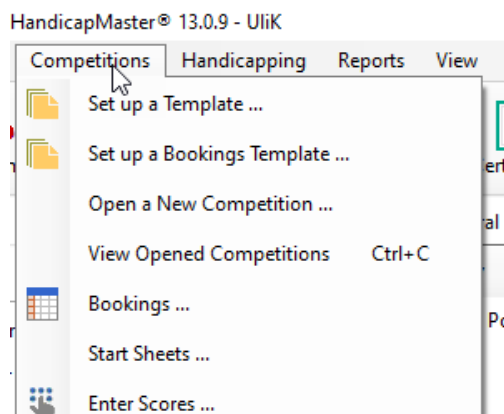 HandicapMaster® 13.0.9 - UliK
Competitions Handicapping Reports View
Set up a Template ...
Set up a Bookings Template ...
Open a New Competition ...
View Opened Competitions Ctrl+C
Bookings ...
Start Sheets ...
Enter Scores ...